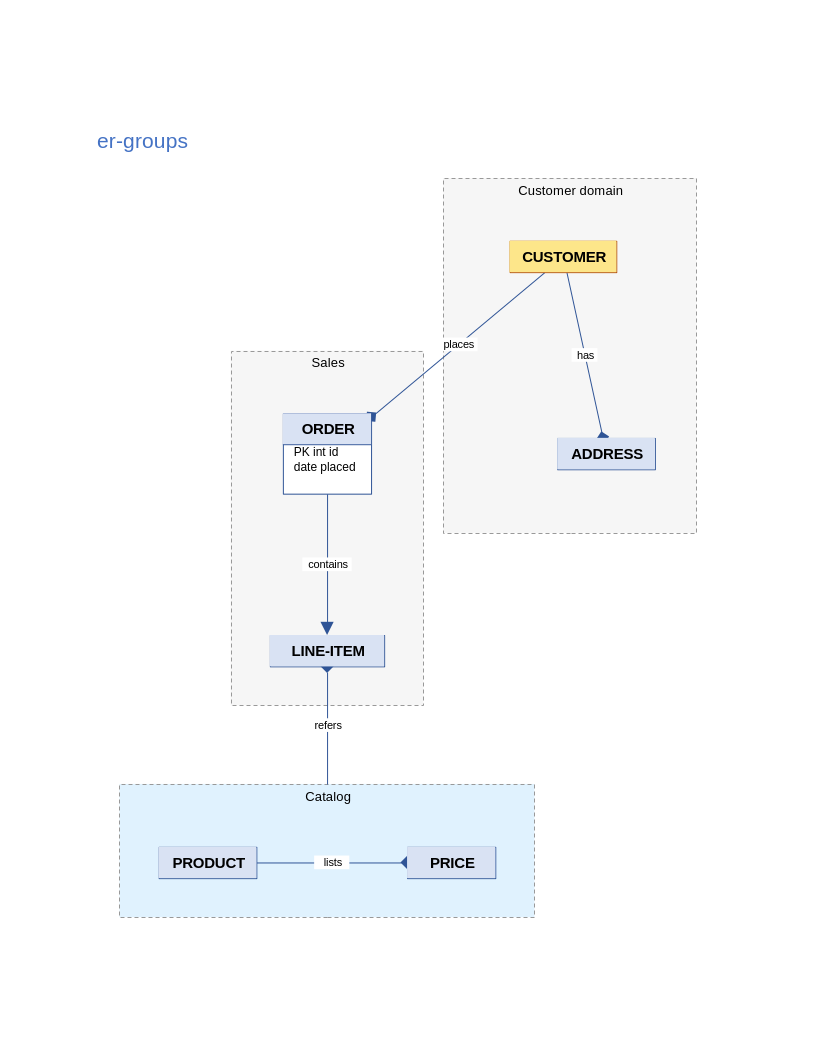 er-groups
Customer domain
CUSTOMER
places
has
Sales
ORDER
PK int id
date placed
ADDRESS
contains
LINE-ITEM
refers
Catalog
PRODUCT
lists
PRICE